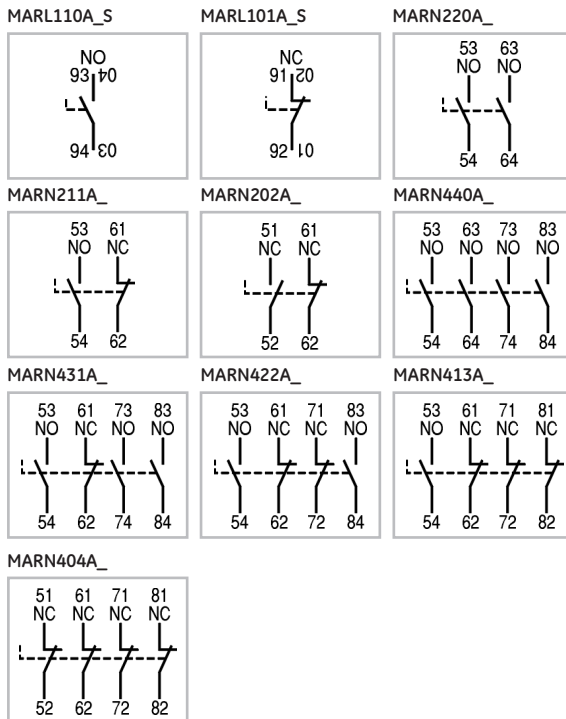 MARL110A_S
MARL101A_S
MARN220A_
NO
93 04
94 03
NC
91 02
92 01
53 63
NO NO
54 64
MARN211A_
MARN202A_
MARN440A_
53 61
NO NC
54 62
51 61
NC NC
52 62
53 63 73 83
NO NO NO NO
54 64 74 84
MARN431A_
MARN422A_
MARN413A_
53 61 73 83
NO NC NO NO
54 62 74 84
53 61 71 83
NO NC NC NO
54 62 72 84
53 61 71 81
NO NC NC NC
54 62 72 82
MARN404A_
51 61 71 81
NC NC NC NC
52 62 72 82